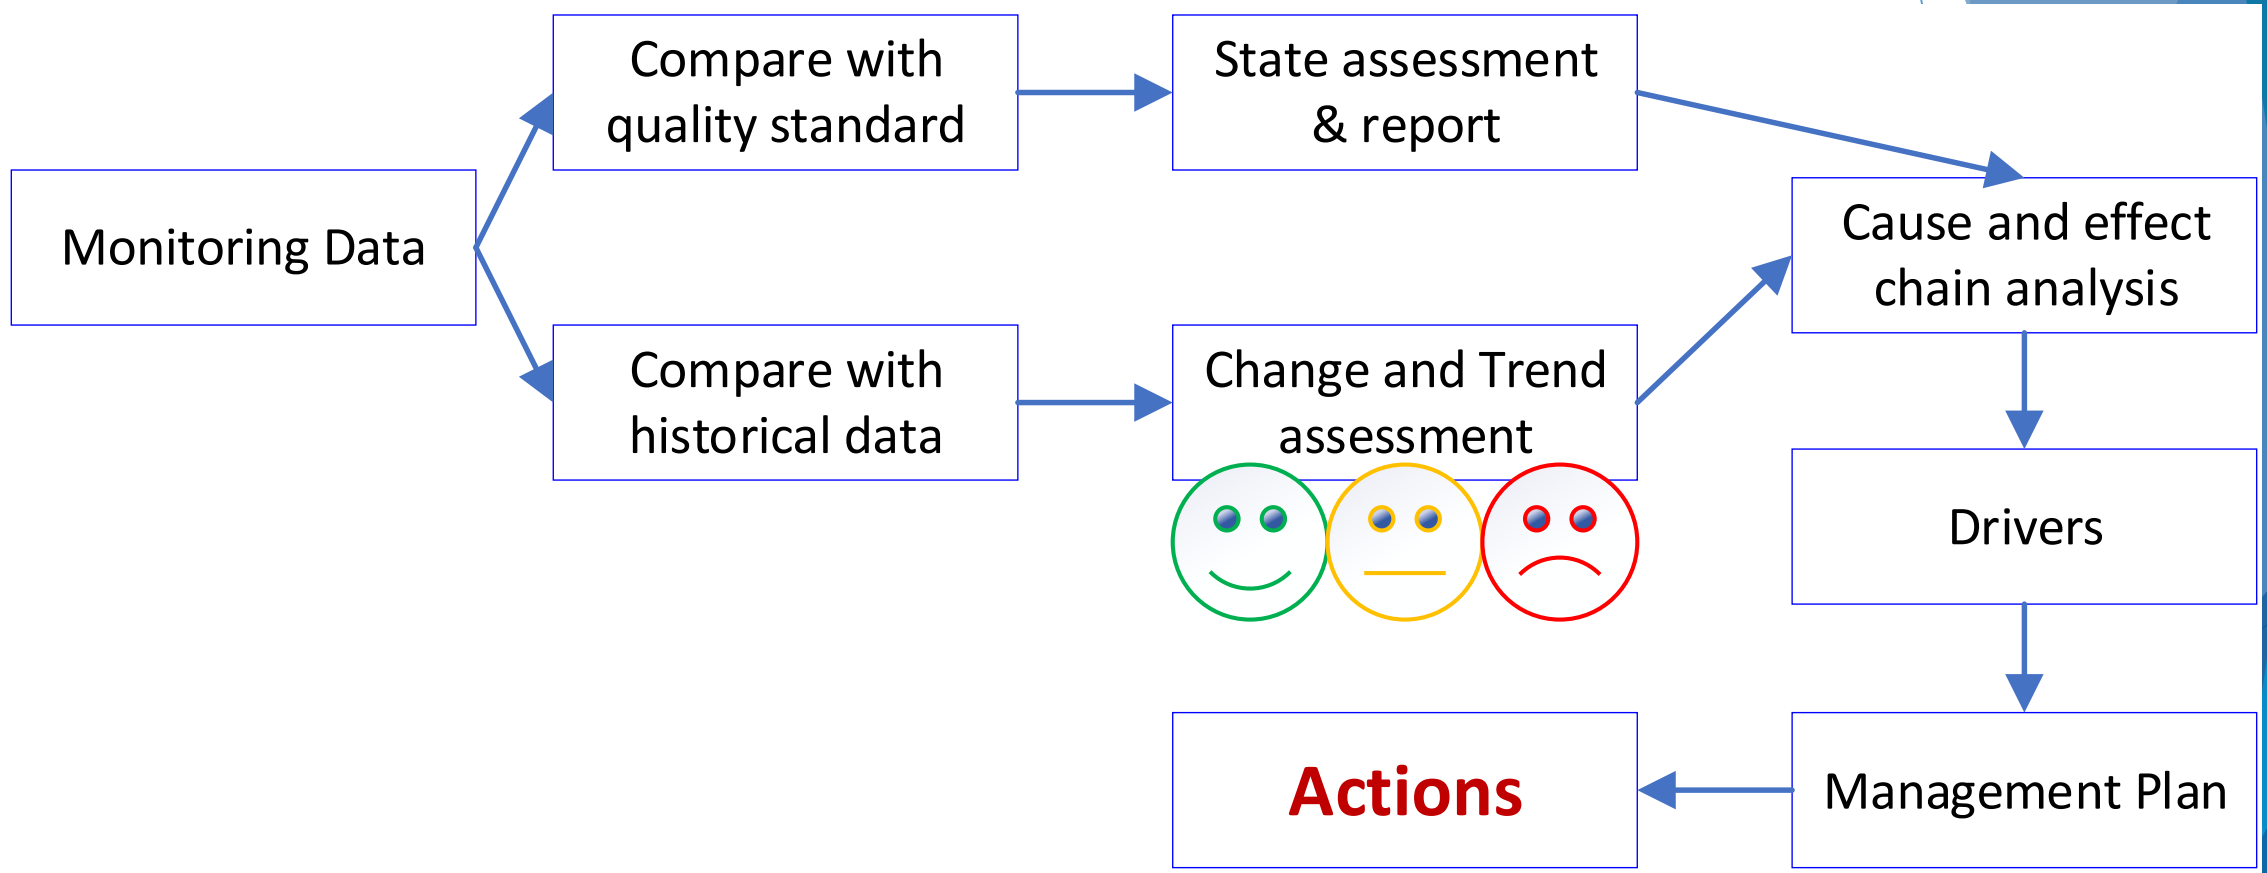 Compare with
quality standard
State assessment
& report
Monitoring Data
Cause and effect
chain analysis
Compare with
historical data
Change and Trend
assessment
Drivers
Management Plan
Actions